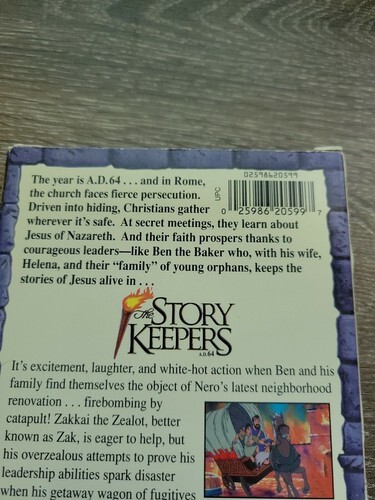 02598620599
The year is A.D. 64 . . . and in Rome,
the church faces fierce persecution.
Driven into hiding, Christians gather
wherever it's safe. At secret meetings, they learn about
Jesus of Nazareth. And their faith prospers thanks to
courageous leaders—like Ben the Baker who, with his wife,
Helena, and their "family" of young orphans, keeps the
stories of Jesus alive in . . .
UPC
0 25986 20599 7
The STORY
KEEPERS
A.D.64
It's excitement, laughter, and white-hot action when Ben and his
family find themselves the object of Nero's latest neighborhood
renovation . . . firebombing by
catapult! Zakkai the Zealot, better
known as Zak, is eager to help, but
his overzealous attempts to prove his
leadership abilities spark disaster
when getaway wagon of fugitives